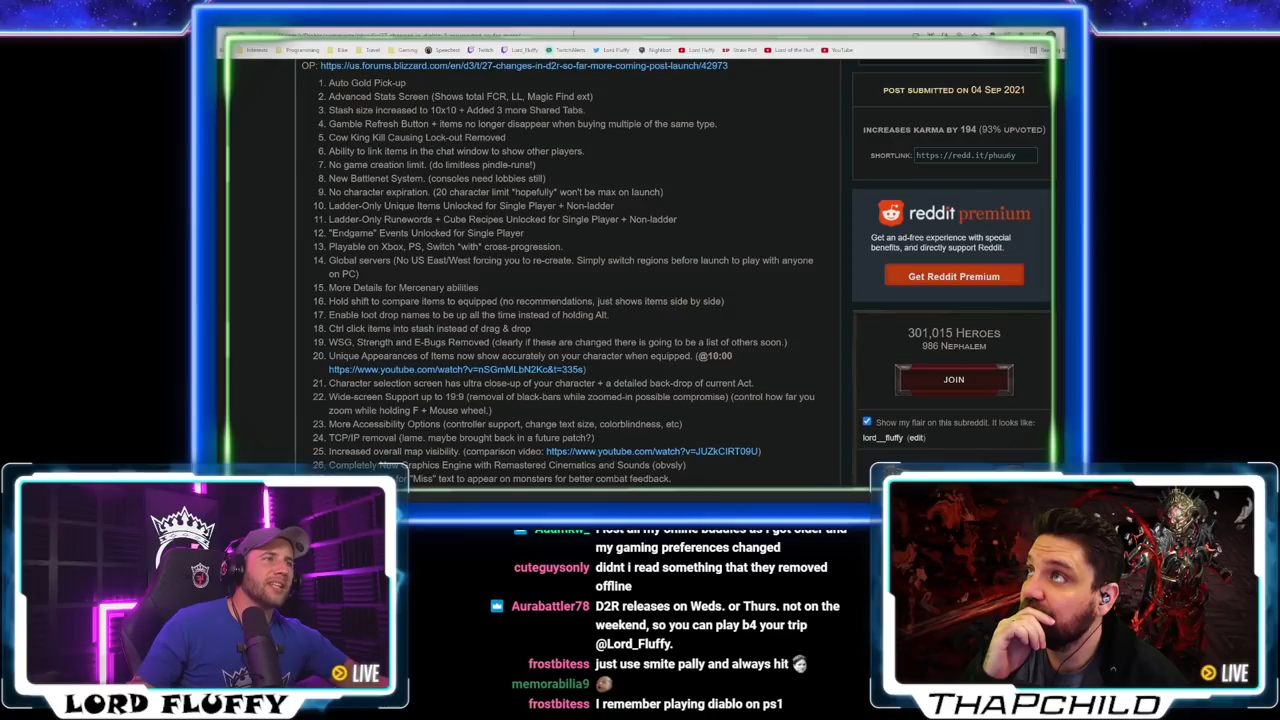 Interests Programming Bike Travel Gaming Speedtest Twitch Lord_Fluffy TwitchAlerts Lord Fluffy Nightbot Lord Fluffy Straw Poll Lord of the Fluff YouTube
OP: https://us.forums.blizzard.com/en/d3/t/27-changes-in-d2r-so-far-more-coming-post-launch/42973
1. Auto Gold Pick-up
2. Advanced Stats Screen (Shows total FCR, LL, Magic Find ext)
3. Stash size increased to 10x10 + Added 3 more Shared Tabs.
4. Gamble Refresh Button + items no longer disappear when buying multiple of the same type.
5. Cow King Kill Causing Lock-out Removed
6. Ability to link items in the chat window to show other players.
7. No game creation limit. (do limitless pindle-runs!)
8. New Battlenet System. (consoles need lobbies still)
9. No character expiration. (20 character limit *hopefully* won't be max on launch)
10. Ladder-Only Unique Items Unlocked for Single Player + Non-ladder
11. Ladder-Only Runewords + Cube Recipes Unlocked for Single Player + Non-ladder
12. "Endgame" Events Unlocked for Single Player
13. Playable on Xbox, PS, Switch *with* cross-progression.
14. Global servers (No US East/West forcing you to re-create. Simply switch regions before launch to play with anyone
on PC)
15. More Details for Mercenary abilities
16. Hold shift to compare items to equipped (no recommendations, just shows items side by side)
17. Enable loot drop names to be up all the time instead of holding Alt.
18. Ctrl click items into stash instead of drag & drop
19. WSG, Strength and E-Bugs Removed (clearly if these are changed there is going to be a list of others soon.)
20. Unique Appearances of Items now show accurately on your character when equipped. (@10:00
https://www.youtube.com/watch?v=nSGmMLbN2Kc&t=335s)
21. Character selection screen has ultra close-up of your character + a detailed back-drop of current Act.
22. Wide-screen Support up to 19:9 (removal of black-bars while zoomed-in possible compromise) (control how far you
zoom while holding F + Mouse wheel.)
23. More Accessibility Options (controller support, change text size, colorblindness, etc)
24. TCP/IP removal (lame. maybe brought back in a future patch?)
25. Increased overall map visibility. (comparison video: https://www.youtube.com/watch?v=JUZkCIRT09U)
26. Completely New Graphics Engine with Remastered Cinematics and Sounds (obvsly)
for "Miss" text to appear on monsters for better combat feedback.
POST SUBMITTED ON 04 SEP 2021
INCREASES KARMA BY 194 (93% UPVOTED)
SHORTLINK: https://redd.it/phuu6y
reddit premium
Get an ad-free experience with special
benefits, and directly support Reddit.
Get Reddit Premium
301,015 HEROES
986 NEPHALEM
JOIN
Show my flair on this subreddit. It looks like:
lord__fluffy (edit)
I lost all my online buddies as I got older and
my gaming preferences changed
cuteguysonly didnt i read something that they removed
offline
Aurabattler78 D2R releases on Weds. or Thurs. not on the
weekend, so you can play b4 your trip
@Lord_Fluffy.
frostbitess just use smite pally and always hit
memorabilia9
frostbitess I remember playing diablo on ps1
LIVE
LORD FLUFFY
LIVE
THAPCHILD